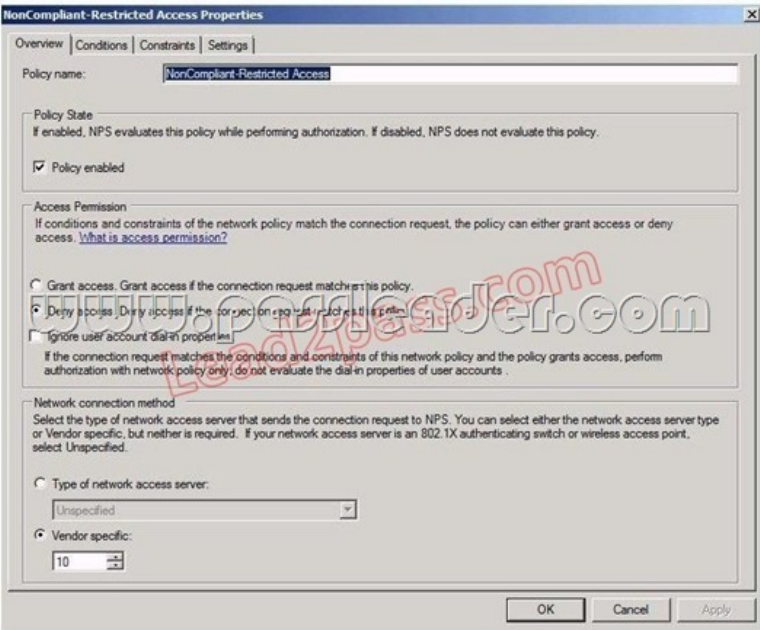 NonCompliant-Restricted Access Properties
Overview
Conditions
Constraints
Settings
Policy name:
NonCompliant-Restricted Access
Policy State
If enabled, NPS evaluates this policy while performing authorization. If disabled, NPS does not evaluate this policy.
Policy enabled
Access Permission
If conditions and constraints of the network policy match the connection request, the policy can either grant access or deny
access. What is access permission?
Grant access. Grant access if the connection request matches this policy.
Deny access. Deny access if the connection request matches this policy.
www.passleader.com
Lead2pass.com
Ignore user account dial-in properties.
If the connection request matches the conditions and constraints of this network policy and the policy grants access, perform
authorization with network policy only; do not evaluate the dial-in properties of user accounts .
Network connection method
Select the type of network access server that sends the connection request to NPS. You can select either the network access server type
or Vendor specific, but neither is required. If your network access server is an 802.1X authenticating switch or wireless access point,
select Unspecified.
Type of network access server:
Unspecified
Vendor specific:
10
OK
Cancel
Apply